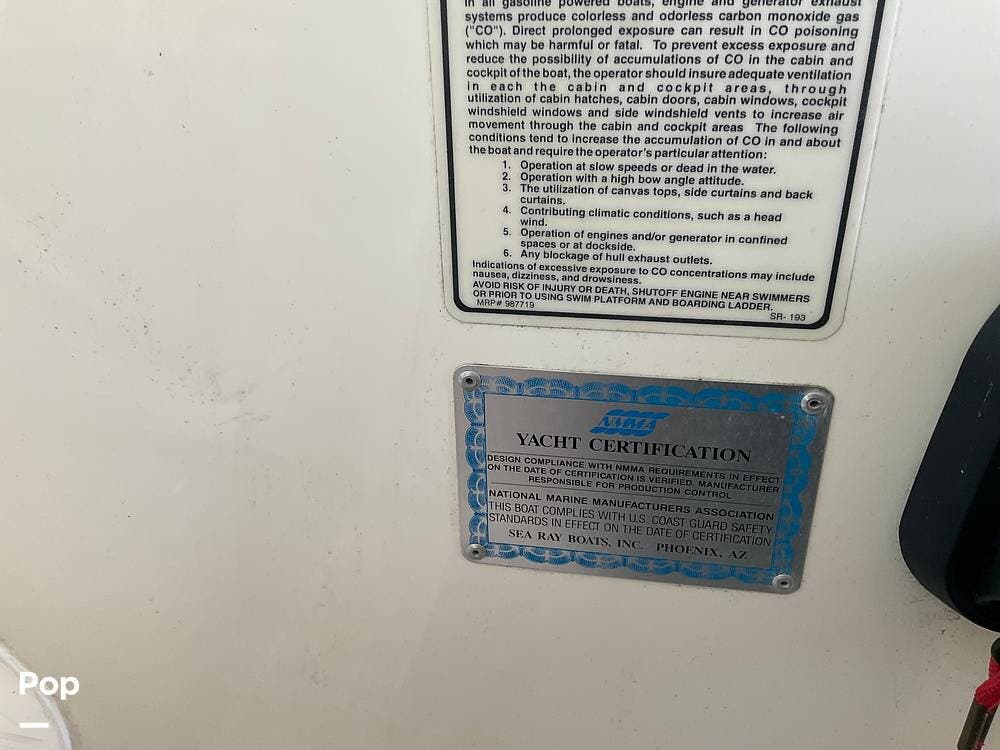 In all gasoline powered boats, engine and generator exhaust
systems produce colorless and odorless carbon monoxide gas
("CO"). Direct prolonged exposure can result in CO poisoning
which may be harmful or fatal. To prevent excess exposure and
reduce the possibility of accumulations of CO in the cabin and
cockpit of the boat, the operator should insure adequate ventilation
in each the cabin and cockpit areas, through
utilization of cabin hatches, cabin doors, cabin windows, cockpit
windshield windows and side windshield vents to increase air
movement through the cabin and cockpit areas The following
conditions tend to increase the accumulation of CO in and about
the boat and require the operator's particular attention:
1. Operation at slow speeds or dead in the water.
2. Operation with a high bow angle attitude.
3. The utilization of canvas tops, side curtains and back
curtains.
4. Contributing climatic conditions, such as a head
wind.
5. Operation of engines and/or generator in confined
spaces or at dockside.
6. Any blockage of hull exhaust outlets.
Indications of excessive exposure to CO concentrations may include
nausea, dizziness, and drowsiness.
AVOID RISK OF INJURY OR DEATH, SHUTOFF ENGINE NEAR SWIMMERS
OR PRIOR TO USING SWIM PLATFORM AND BOARDING LADDER.
MRP# 987719 SR- 193
NMMA
YACHT CERTIFICATION
DESIGN COMPLIANCE WITH NMMA REQUIREMENTS IN EFFECT
ON THE DATE OF CERTIFICATION IS VERIFIED. MANUFACTURER
RESPONSIBLE FOR PRODUCTION CONTROL
NATIONAL MARINE MANUFACTURERS ASSOCIATION
THIS BOAT COMPLIES WITH U.S. COAST GUARD SAFETY
STANDARDS IN EFFECT ON THE DATE OF CERTIFICATION
SEA RAY BOATS, INC. PHOENIX, AZ
Pop